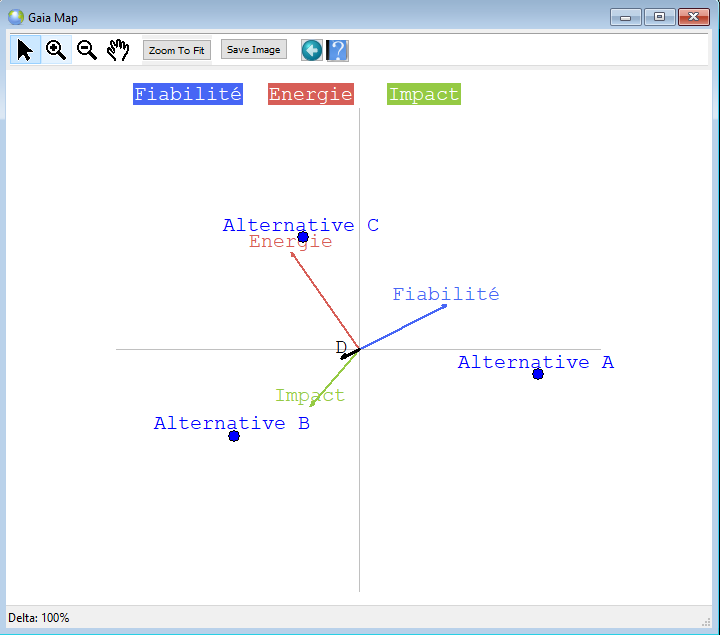 Gaia Map
Zoom To Fit
Save Image
Fiabilité Energie Impact
Alternative C
Energie
Fiabilité
D
Alternative A
Impact
Alternative B
Delta: 100%